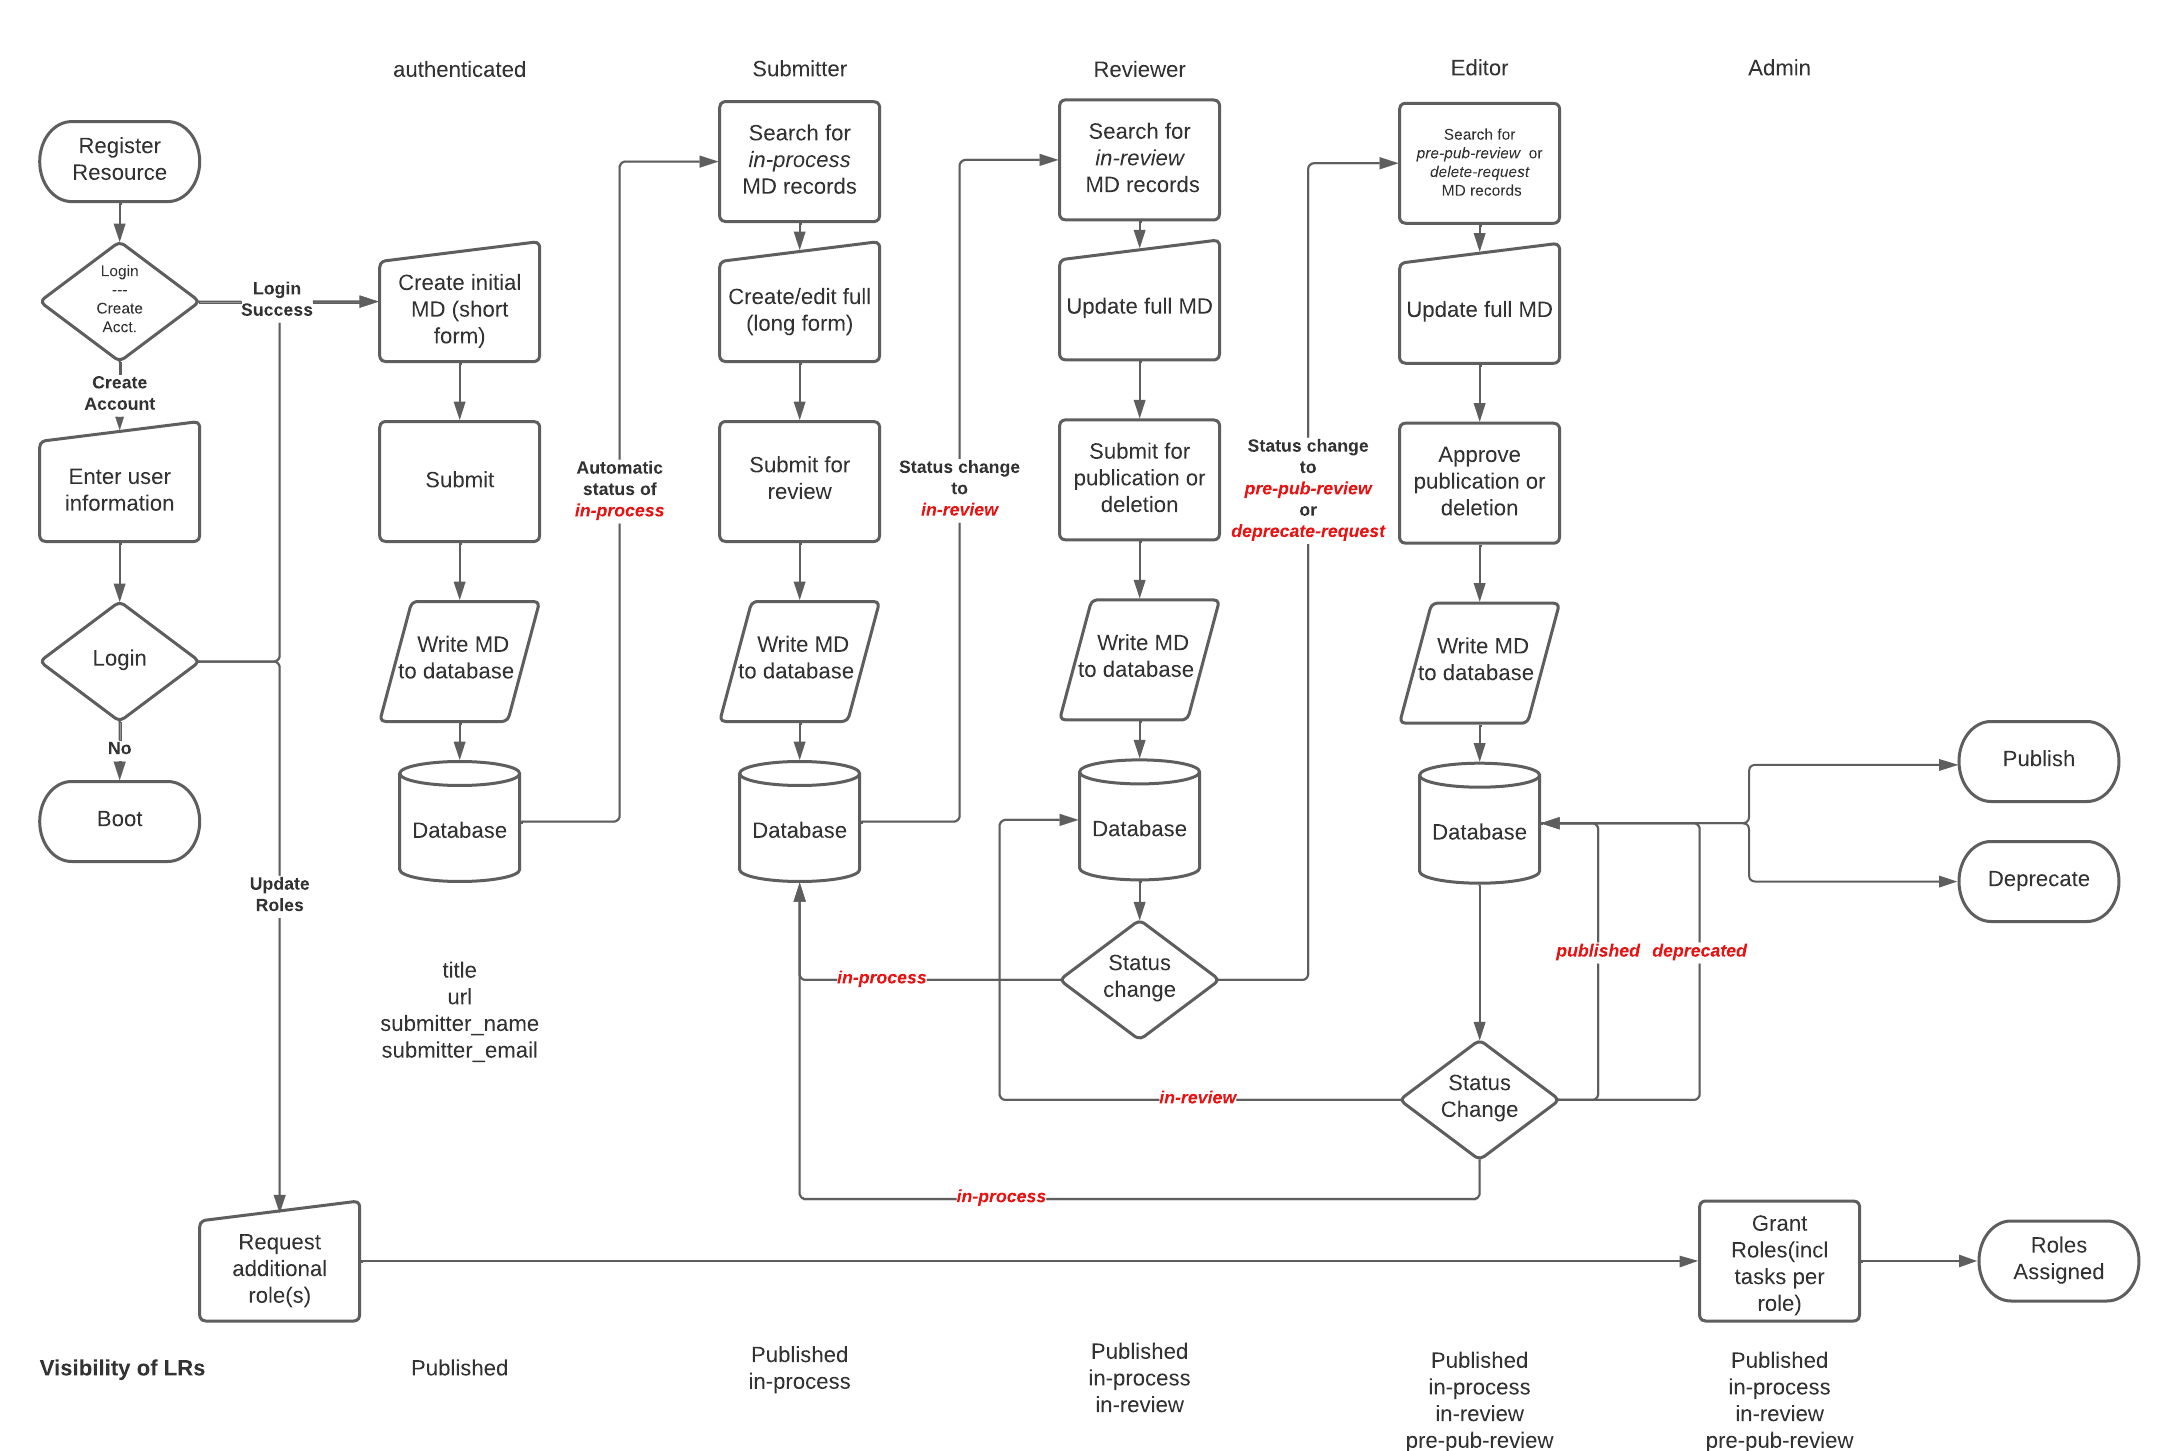 authenticated
Submitter
Reviewer
Editor
Admin
Register
Resource
Login
---
Create
Acct.
Login
Success
Create
Account
Enter user
information
Login
No
Boot
Update
Roles
Request
additional
role(s)
Create initial
MD (short
form)
Submit
Write MD
to database
Database
title
url
submitter_name
submitter_email
Automatic
status of
in-process
Search for
in-process
MD records
Create/edit full
(long form)
Submit for
review
Write MD
to database
Database
Status change
to
in-review
Search for
in-review
MD records
Update full MD
Submit for
publication or
deletion
Write MD
to database
Database
Status
change
in-process
Status change
to
pre-pub-review
or
deprecate-request
Search for
pre-pub-review or
delete-request
MD records
Update full MD
Approve
publication or
deletion
Write MD
to database
Database
published
deprecated
Status
Change
in-review
in-process
Publish
Deprecate
Grant
Roles(incl
tasks per
role)
Roles
Assigned
Visibility of LRs
Published
Published
in-process
Published
in-process
in-review
Published
in-process
in-review
pre-pub-review
Published
in-process
in-review
pre-pub-review